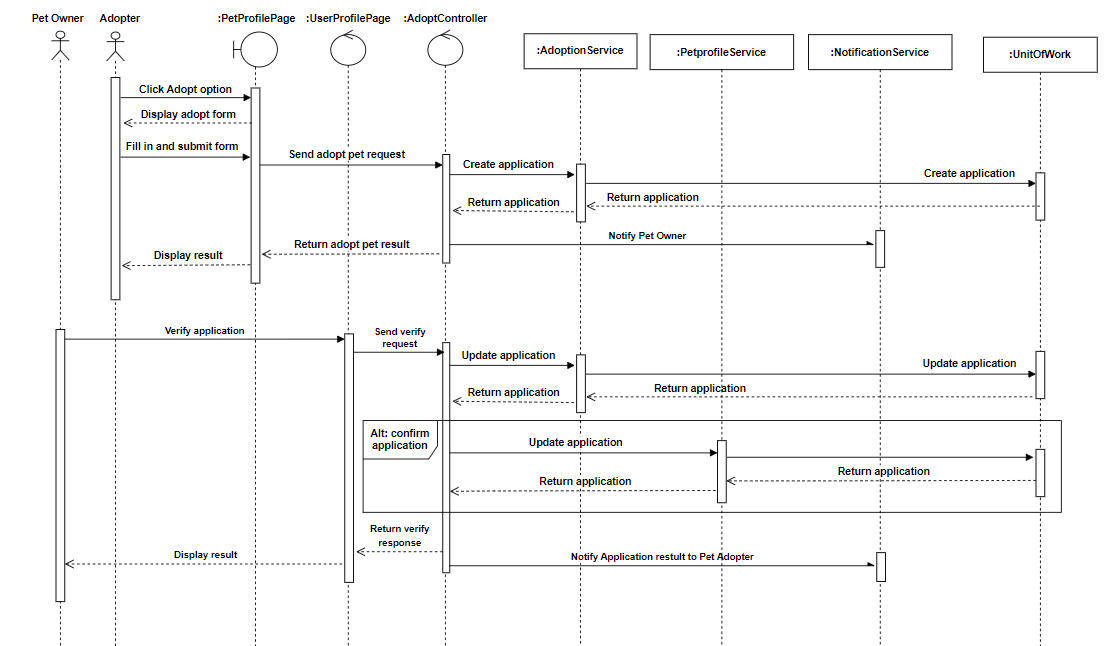 Pet Owner
Adopter
:PetProfilePage
:UserProfilePage
:AdoptController
:AdoptionService
:PetprofileService
:NotificationService
:UnitOfWork
Click Adopt option
Display adopt form
Fill in and submit form
Send adopt pet request
Create application
Create application
Return application
Return application
Notify Pet Owner
Return adopt pet result
Display result
Verify application
Send verify
request
Update application
Update application
Return application
Return application
Alt: confirm
application
Update application
Return application
Return application
Return verify
response
Display result
Notify Application restult to Pet Adopter